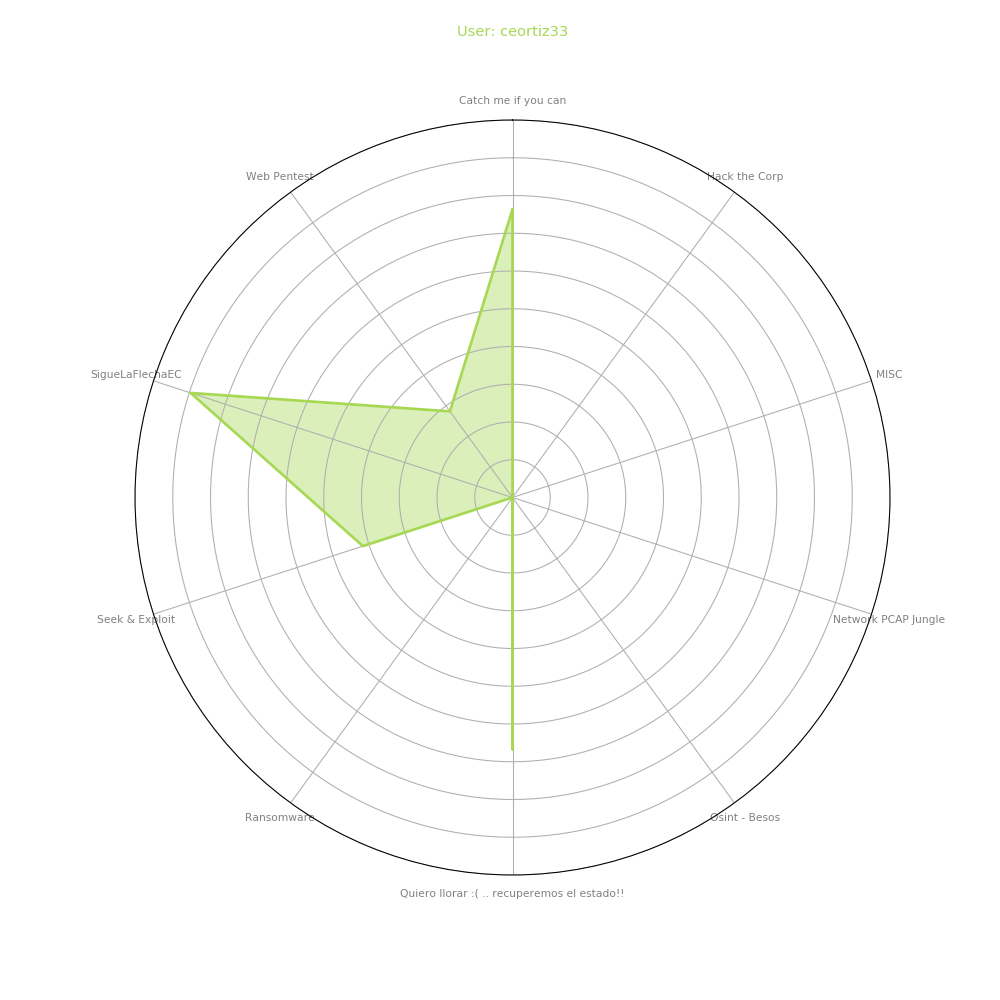 User: ceortiz33
Catch me if you can
Web Pentest
Hack the Corp
SigueLaFlechaEC
MISC
Seek & Exploit
Network PCAP Jungle
Ransomware
Osint - Besos
Quiero llorar :( .. recuperemos el estado!!